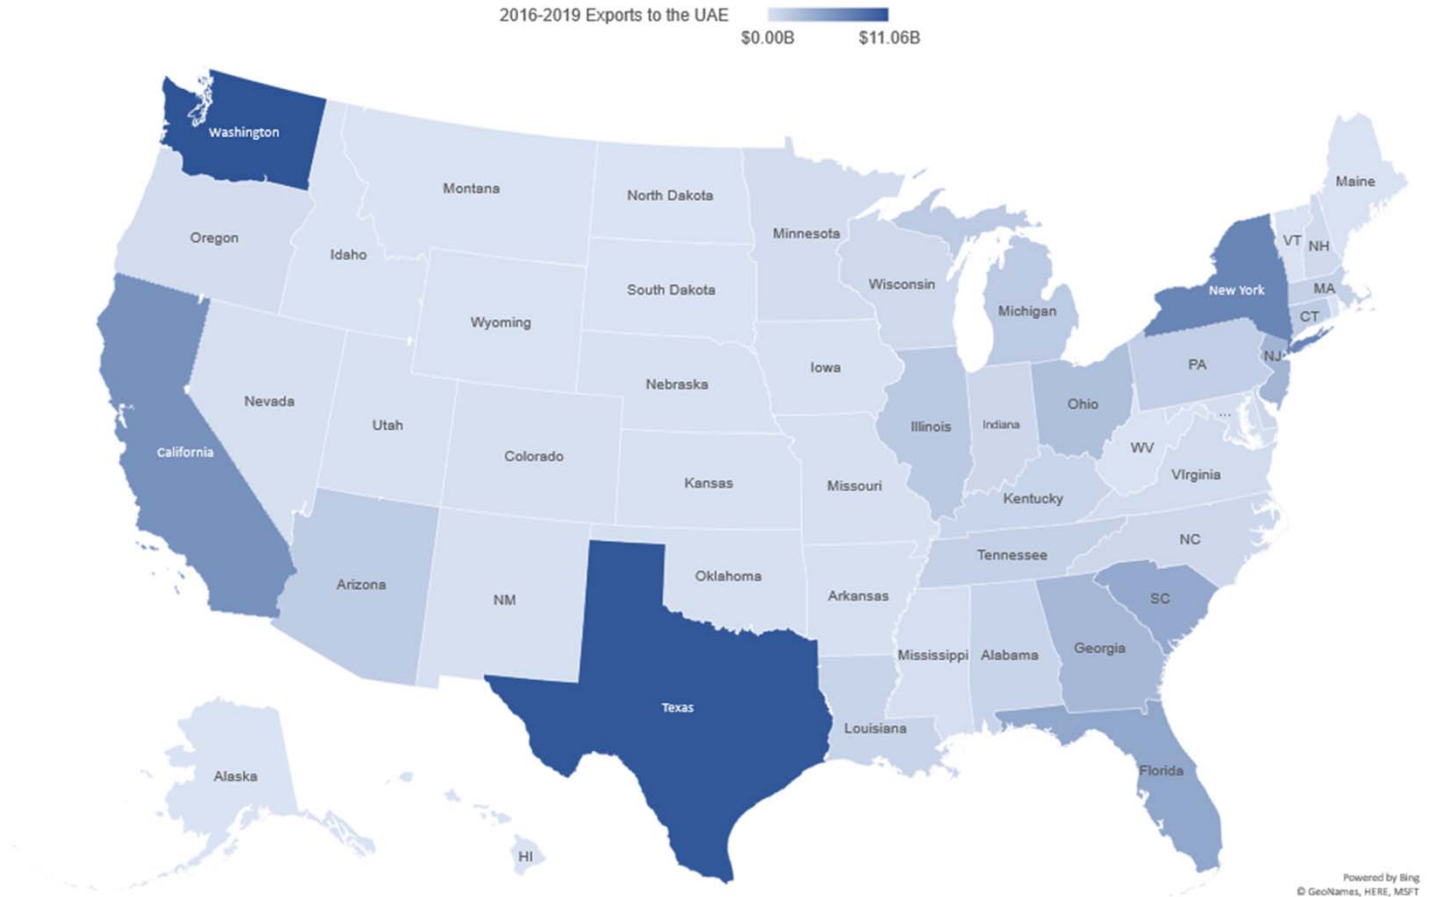 2016-2019 Exports to the UAE
$0.00B
$11.06B
Washington
Montana
North Dakota
Minnesota
Maine
Oregon
Idaho
VT
NH
South Dakota
Wisconsin
MA
New York
Wyoming
Michigan
CT
Iowa
PA
NJ
Nebraska
Nevada
Ohio
...
Utah
Illinois
Indiana
California
Colorado
WV
Kansas
Missouri
VIrginia
Kentucky
NC
Tennessee
Arizona
Oklahoma
NM
Arkansas
SC
Mississippi
Alabama
Georgia
Texas
Louisiana
Florida
Alaska
HI
Powered by Bing
© GeoNames, HERE, MSFT